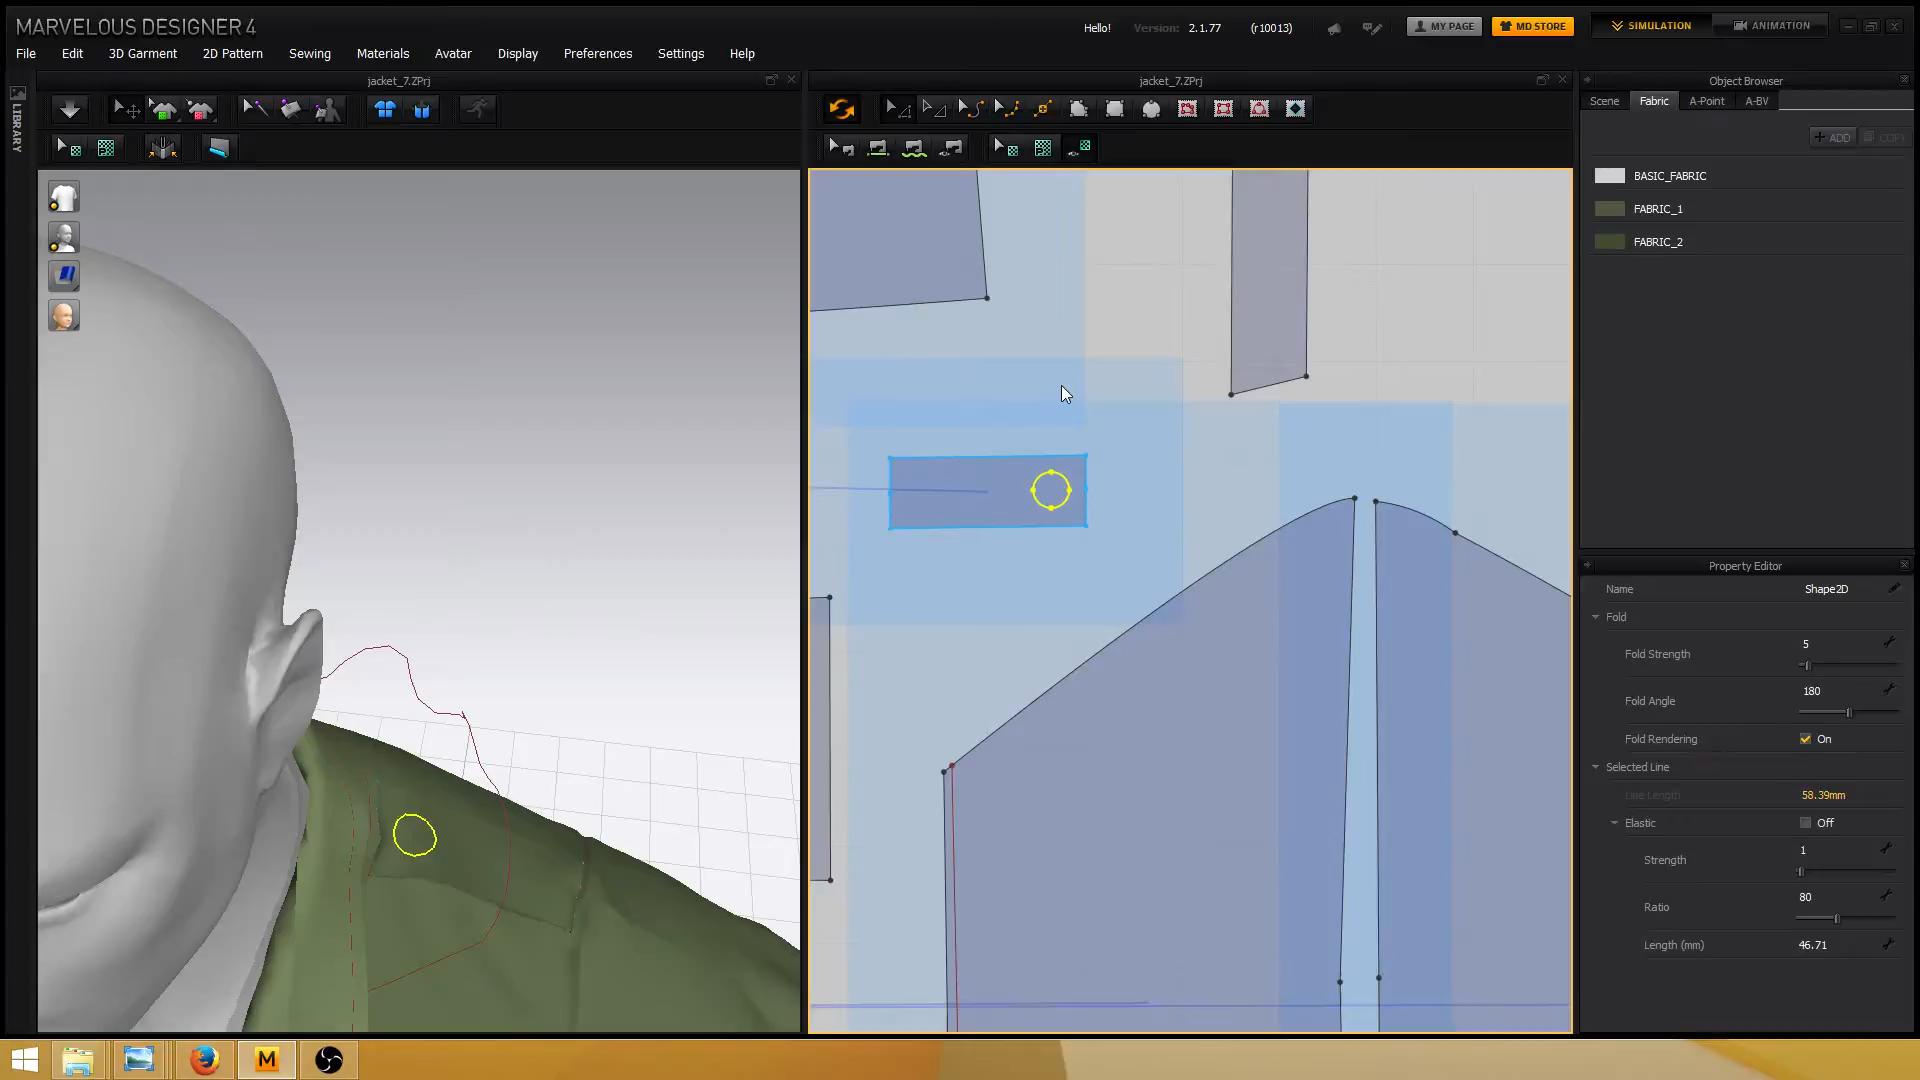 MARVELOUS DESIGNER 4
Hello! Version: 2.1.77 (r10013) MY PAGE MD STORE SIMULATION ANIMATION
File Edit 3D Garment 2D Pattern Sewing Materials Avatar Display Preferences Settings Help
jacket_7.ZPrj
jacket_7.ZPrj
Object Browser
LIBRARY
Scene Fabric A-Point A-BV
+ ADD COPY
BASIC_FABRIC
FABRIC_1
FABRIC_2
Property Editor
Name Shape2D
Fold
Fold Strength 5
Fold Angle 180
Fold Rendering On
Selected Line
Line Length 58.39mm
Elastic Off
Strength 1
Ratio 80
Length (mm) 46.71
M